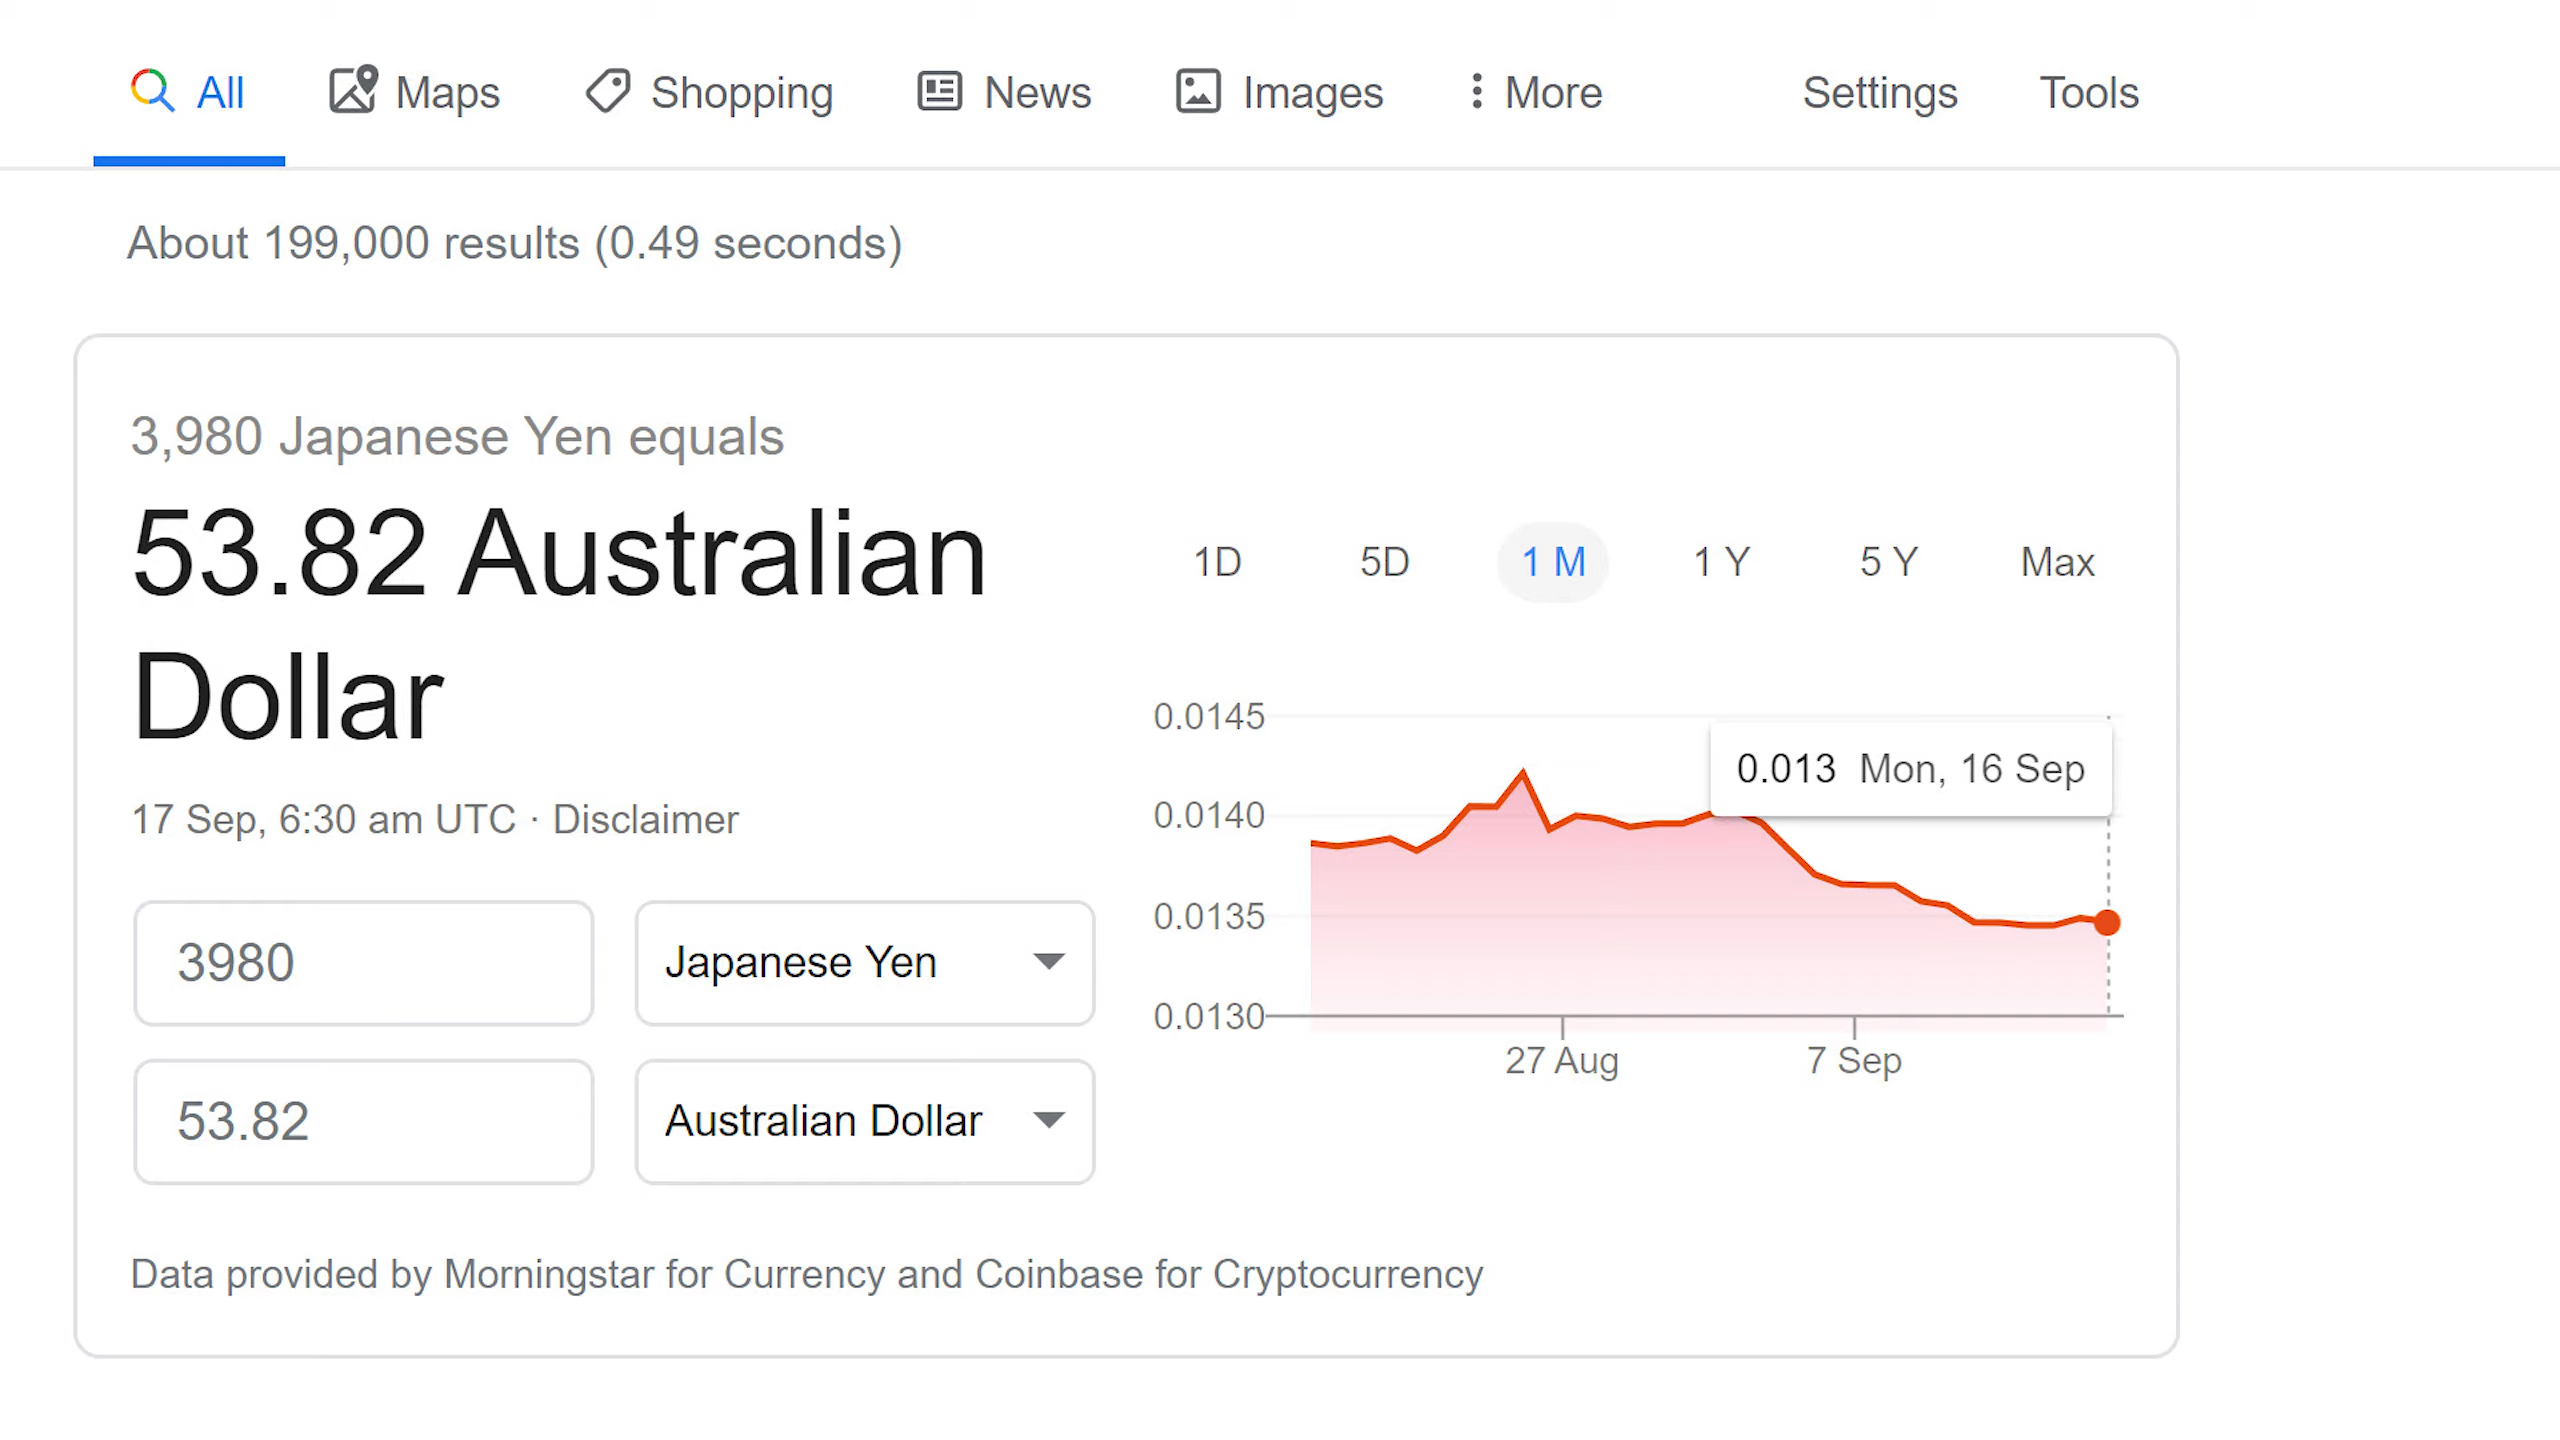 All Maps Shopping News Images More Settings Tools
About 199,000 results (0.49 seconds)
3,980 Japanese Yen equals
53.82 Australian
Dollar
17 Sep, 6:30 am UTC · Disclaimer
3980 Japanese Yen
53.82 Australian Dollar
1D 5D 1 M 1 Y 5 Y Max
0.0145
0.013 Mon, 16 Sep
0.0140
0.0135
0.0130
27 Aug 7 Sep
Data provided by Morningstar for Currency and Coinbase for Cryptocurrency